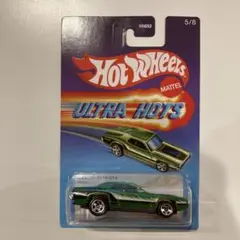 5/8
Hot Wheels
MATTEL
ULTRA HOTS